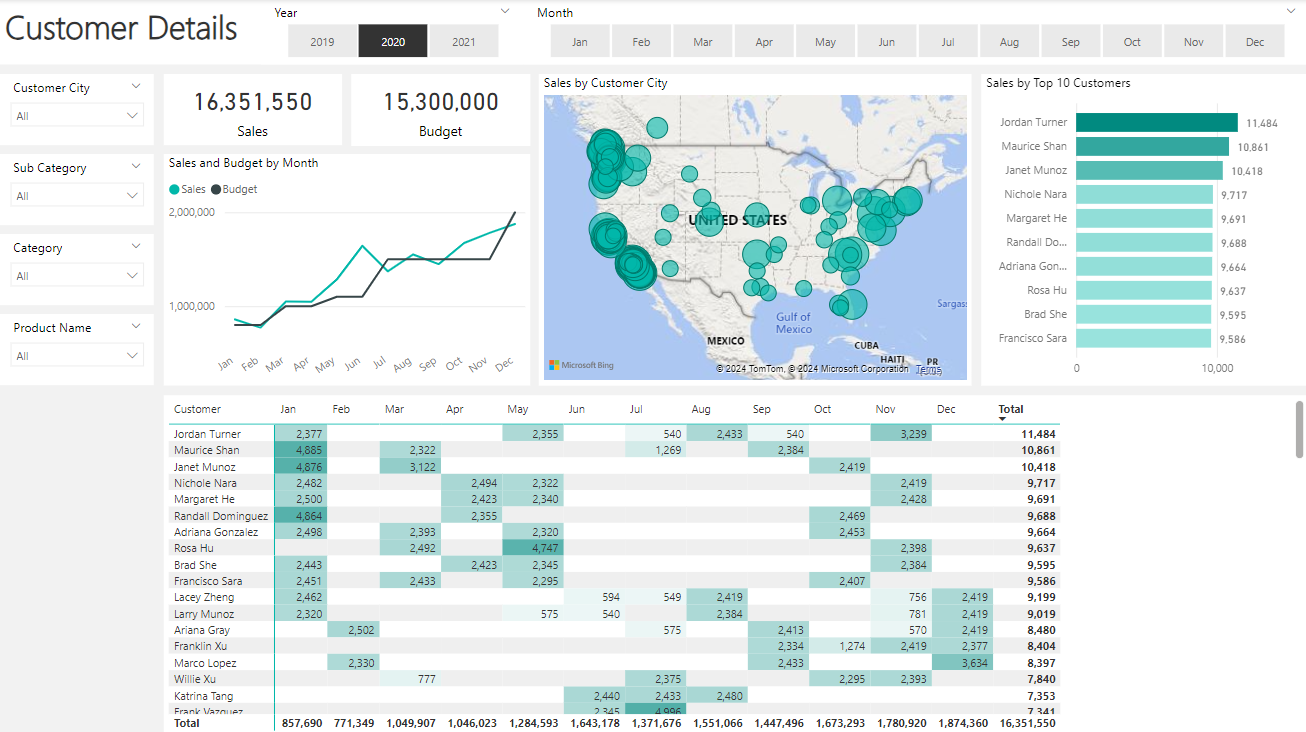 Customer Details
Year
2019 2020 2021
Month
Jan Feb Mar Apr May Jun Jul Aug Sep Oct Nov Dec
Customer City
All
Sub Category
All
Category
All
Product Name
All
16,351,550
Sales
15,300,000
Budget
Sales and Budget by Month
Sales Budget
2,000,000
1,000,000
Jan Feb Mar Apr May Jun Jul Aug Sep Oct Nov Dec
Sales by Customer City
UNITED STATES
Sargass
Gulf of
Mexico
MEXICO
CUBA
HAITI PR
Microsoft Bing
© 2024 TomTom, © 2024 Microsoft Corporation Terms
Sales by Top 10 Customers
Jordan Turner 11,484
Maurice Shan 10,861
Janet Munoz 10,418
Nichole Nara 9,717
Margaret He 9,691
Randall Do... 9,688
Adriana Gon... 9,664
Rosa Hu 9,637
Brad She 9,595
Francisco Sara 9,586
0 10,000
Customer Jan Feb Mar Apr May Jun Jul Aug Sep Oct Nov Dec Total
Jordan Turner 2,377 2,355 540 2,433 540 3,239 11,484
Maurice Shan 4,885 2,322 1,269 2,384 10,861
Janet Munoz 4,876 3,122 2,419 10,418
Nichole Nara 2,482 2,494 2,322 2,419 9,717
Margaret He 2,500 2,423 2,340 2,428 9,691
Randall Dominguez 4,864 2,355 2,469 9,688
Adriana Gonzalez 2,498 2,393 2,320 2,453 9,664
Rosa Hu 2,492 4,747 2,398 9,637
Brad She 2,443 2,423 2,345 2,384 9,595
Francisco Sara 2,451 2,433 2,295 2,407 9,586
Lacey Zheng 2,462 594 549 2,419 756 2,419 9,199
Larry Munoz 2,320 575 540 2,384 781 2,419 9,019
Ariana Gray 2,502 575 2,413 570 2,419 8,480
Franklin Xu 2,334 1,274 2,419 2,377 8,404
Marco Lopez 2,330 2,433 3,634 8,397
Willie Xu 777 2,375 2,295 2,393 7,840
Katrina Tang 2,440 2,433 2,480 7,353
Frank Vazquez 2,345 4,996 7,341
Total 857,690 771,349 1,049,907 1,046,023 1,284,593 1,643,178 1,371,676 1,551,066 1,447,496 1,673,293 1,780,920 1,874,360 16,351,550